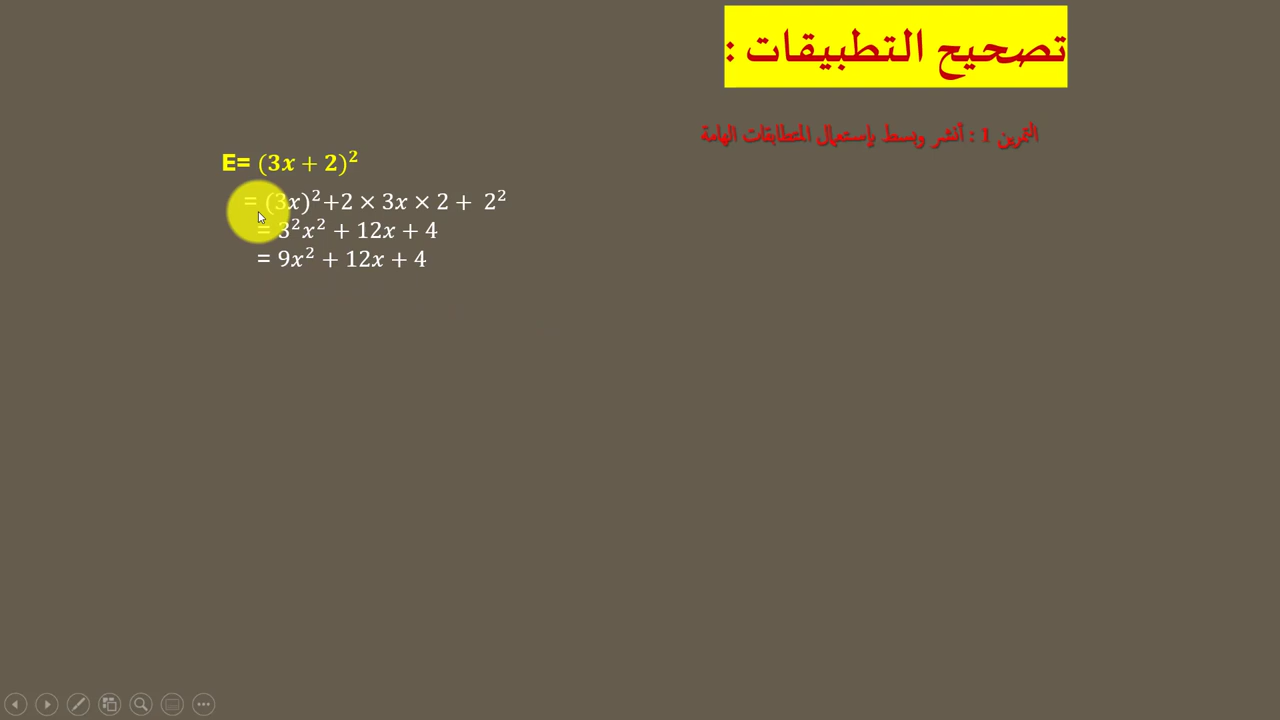 تصحيح التطبيقات :
التمرين 1 : أنشر وبسط بإستعمال المتطابقات الهامة
E= (3x + 2)²
= (3x)²+2 × 3x × 2 + 2²
= 3²x² + 12x + 4
= 9x² + 12x + 4